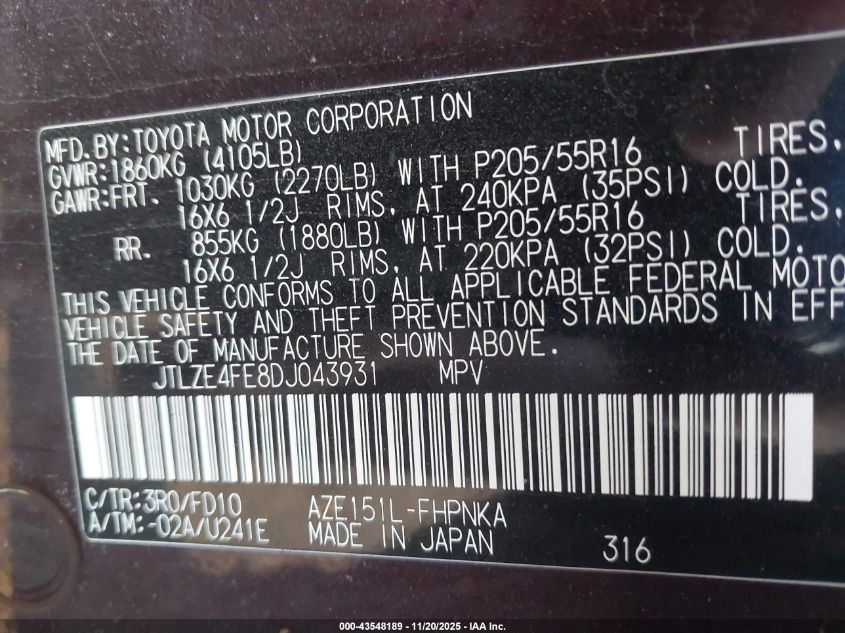 MFD.BY:TOYOTA MOTOR CORPORATION
GVWR:1860KG (4105LB)
GAWR:FRT. 1030KG (2270LB) WITH P205/55R16 TIRES,
16X6 1/2J RIMS, AT 240KPA (35PSI) COLD.
RR. 855KG (1880LB) WITH P205/55R16 TIRES,
16X6 1/2J RIMS, AT 220KPA (32PSI) COLD.
THIS VEHICLE CONFORMS TO ALL APPLICABLE FEDERAL MOTO
VEHICLE SAFETY AND THEFT PREVENTION STANDARDS IN EFF
THE DATE OF MANUFACTURE SHOWN ABOVE.
JTLZE4FE8DJ043931 MPV
C/TR:3R0/FD10 AZE151L-FHPNKA
A/TM:-02A/U241E MADE IN JAPAN 316
000-43548189 - 11/20/2025 - IAA Inc.